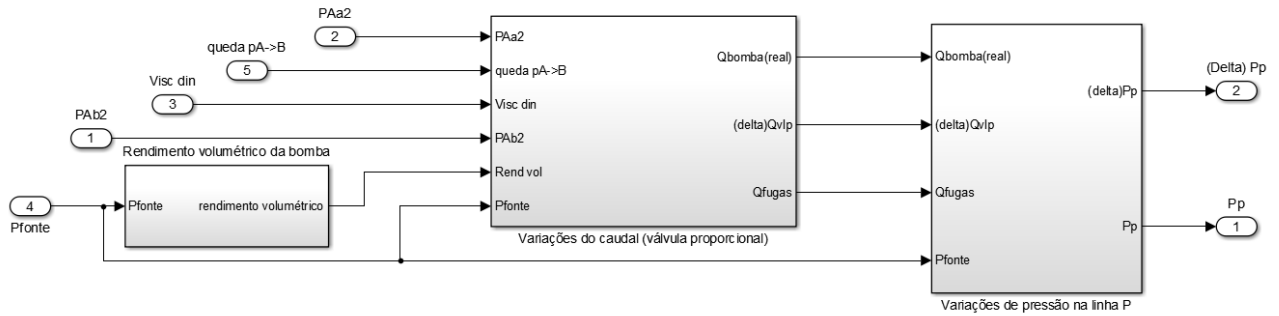 PAa2
2
queda pA->B
5
Visc din
3
PAb2
1
Rendimento volumétrico da bomba
Pfonte
rendimento volumétrico
4
Pfonte
PAa2
queda pA->B
Visc din
PAb2
Rend vol
Pfonte
Qbomba(real)
(delta)Qvlp
Qfugas
Variações do caudal (válvula proporcional)
Qbomba(real)
(delta)Qvlp
Qfugas
Pfonte
(delta)Pp
Pp
Variações de pressão na linha P
(Delta) Pp
2
Pp
1